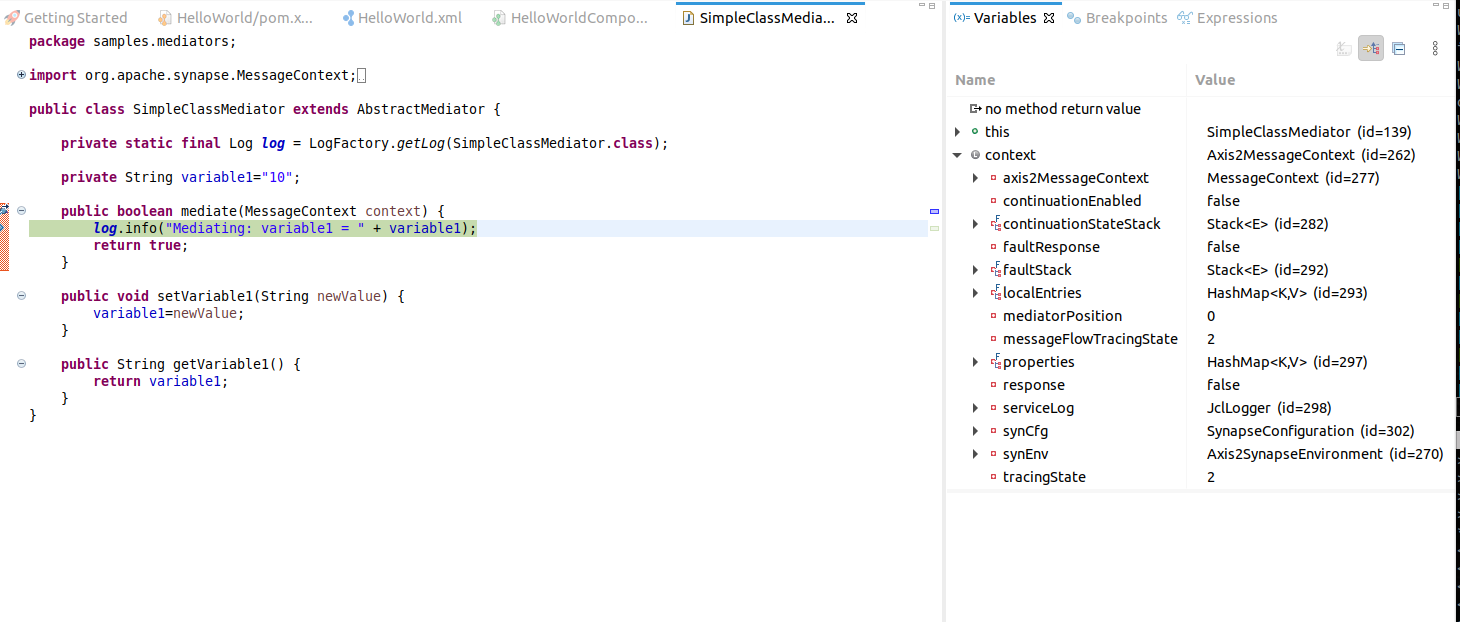 Getting Started HelloWorld/pom.x... HelloWorld.xml HelloWorldCompo... SimpleClassMedia...
package samples.mediators;
import org.apache.synapse.MessageContext;
public class SimpleClassMediator extends AbstractMediator {
private static final Log log = LogFactory.getLog(SimpleClassMediator.class);
private String variable1="10";
public boolean mediate(MessageContext context) {
log.info("Mediating: variable1 = " + variable1);
return true;
}
public void setVariable1(String newValue) {
variable1=newValue;
}
public String getVariable1() {
return variable1;
}
}
(x)= Variables Breakpoints Expressions
Name Value
no method return value
this SimpleClassMediator (id=139)
context Axis2MessageContext (id=262)
axis2MessageContext MessageContext (id=277)
continuationEnabled false
continuationStateStack Stack<E> (id=282)
faultResponse false
faultStack Stack<E> (id=292)
localEntries HashMap<K,V> (id=293)
mediatorPosition 0
messageFlowTracingState 2
properties HashMap<K,V> (id=297)
response false
serviceLog JclLogger (id=298)
synCfg SynapseConfiguration (id=302)
synEnv Axis2SynapseEnvironment (id=270)
tracingState 2